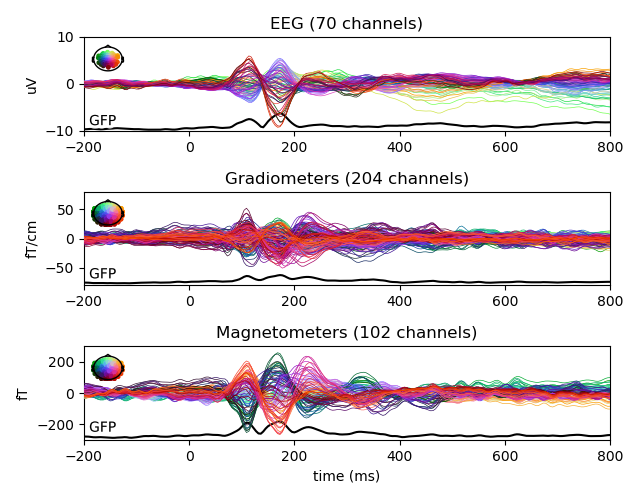 EEG (70 channels)
10
0
−10
uV
GFP
−200 0 200 400 600 800
Gradiometers (204 channels)
50
0
−50
fT/cm
GFP
−200 0 200 400 600 800
Magnetometers (102 channels)
200
0
−200
fT
GFP
−200 0 200 400 600 800
time (ms)